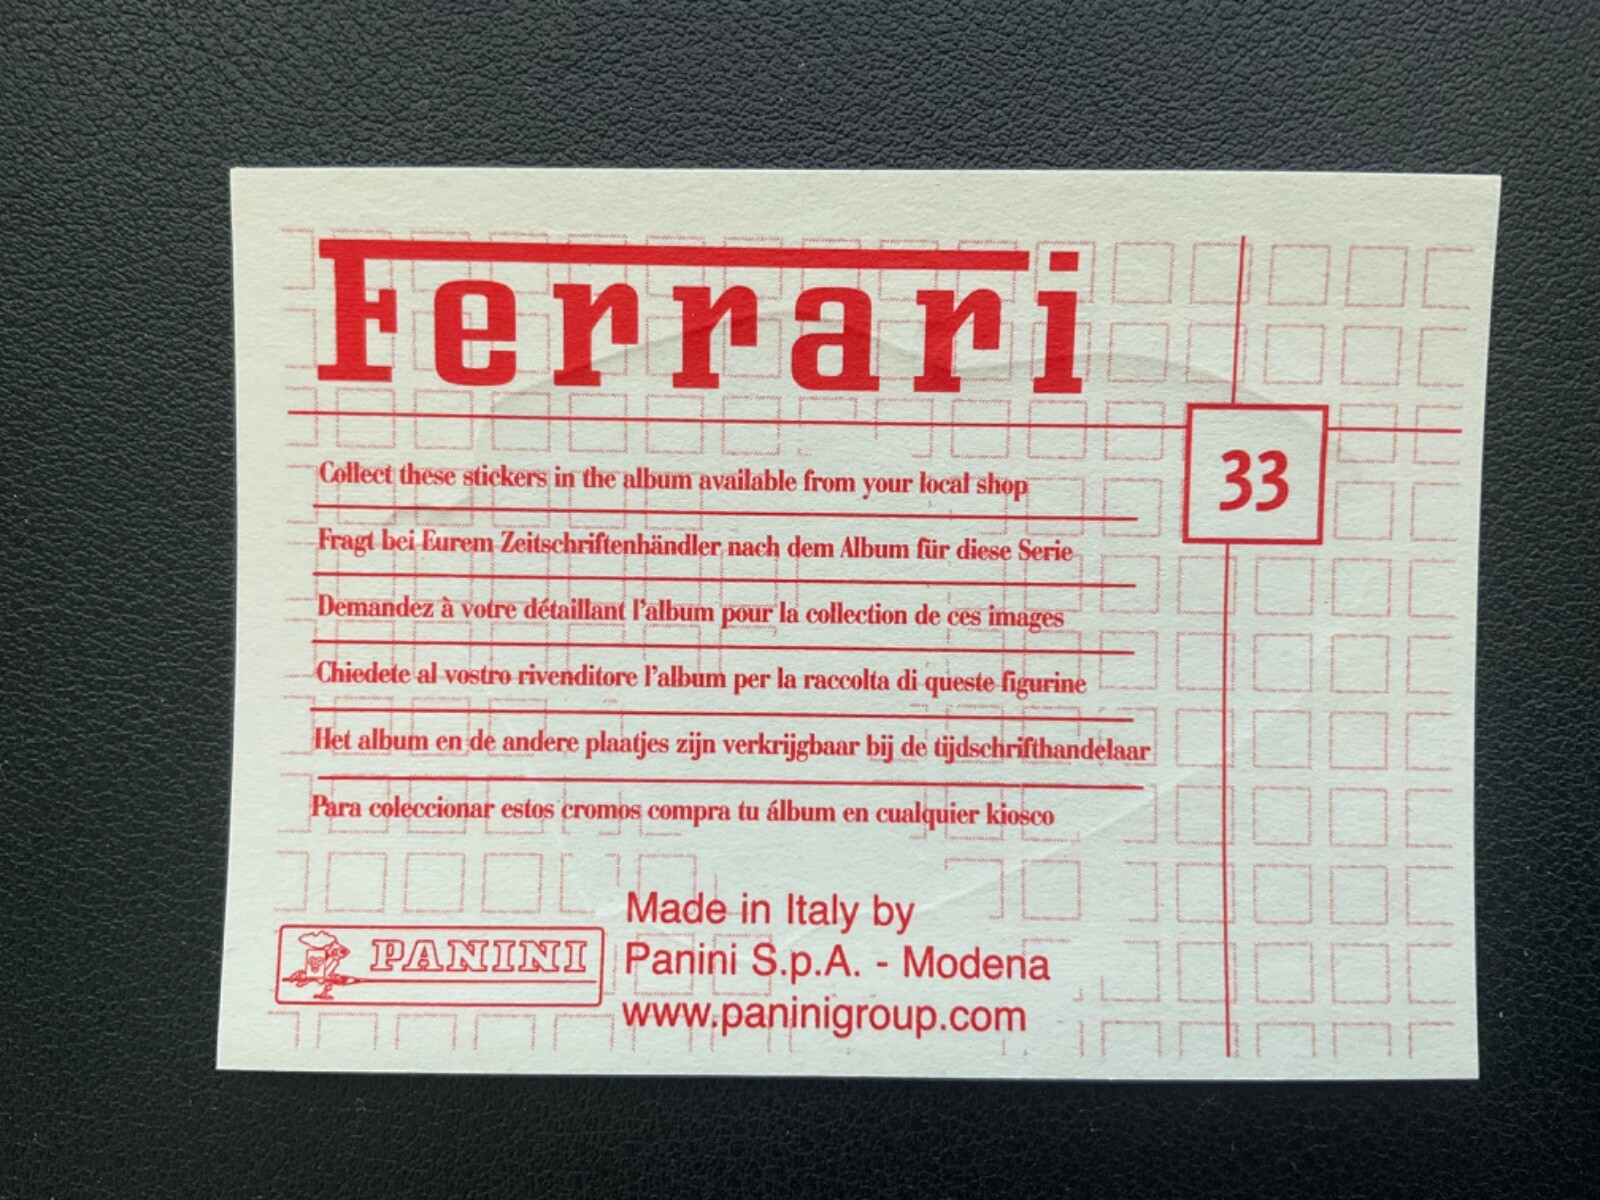 Ferrari
33
Collect these stickers in the album available from your local shop
Fragt bei Eurem Zeitschriftenhändler nach dem Album für diese Serie
Demandez à votre détaillant l'album pour la collection de ces images
Chiedete al vostro rivenditore l'album per la raccolta di queste figurine
Het album en de andere plaatjes zijn verkrijgbaar bij de tijdschrifthandelaar
Para coleccionar estos cromos compra tu álbum en cualquier kiosco
PANINI
Made in Italy by
Panini S.p.A. - Modena
www.paninigroup.com